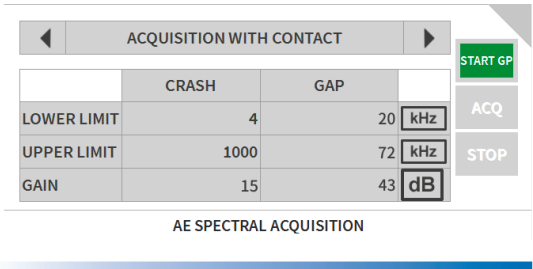 ACQUISITION WITH CONTACT
START GP
CRASH GAP
LOWER LIMIT 4 20 kHz
ACQ
UPPER LIMIT 1000 72 kHz
STOP
GAIN 15 43 dB
AE SPECTRAL ACQUISITION